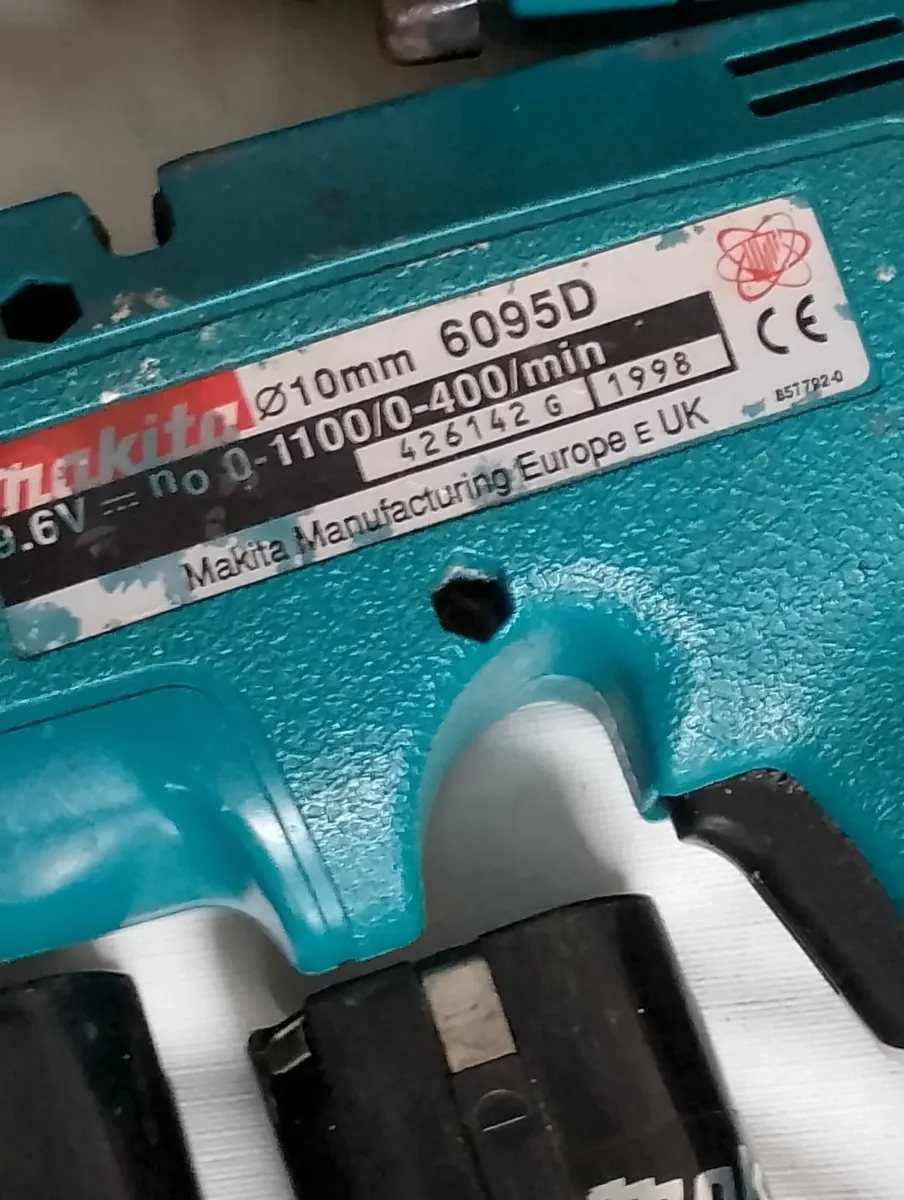 makita Ø10mm 6095D
9.6V ⎓ no 0-1100/0-400/min
426142 G 1998
Makita Manufacturing Europe E UK
CE
857792-0
mak